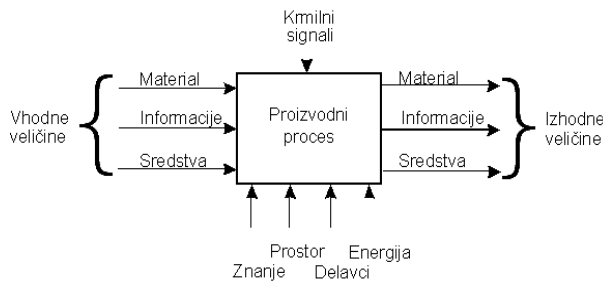 Krmilni
signali
Material
Informacije
Sredstva
Vhodne
veličine
Proizvodni
proces
Material
Informacije
Sredstva
Izhodne
veličine
Prostor
Energija
Znanje
Delavci